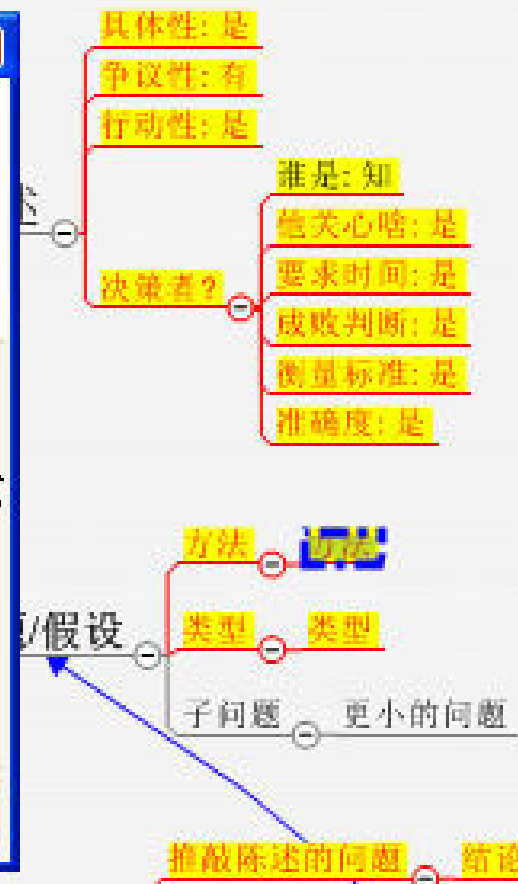 具体性: 是
争议性: 有
行动性: 是
谁是: 知
他关心啥: 是
决策者?
要求时间: 是
成败判断: 是
衡量标准: 是
准确度: 是
方法
方法
/假设
类型
类型
子问题
更小的问题
推敲陈述的问题
结论